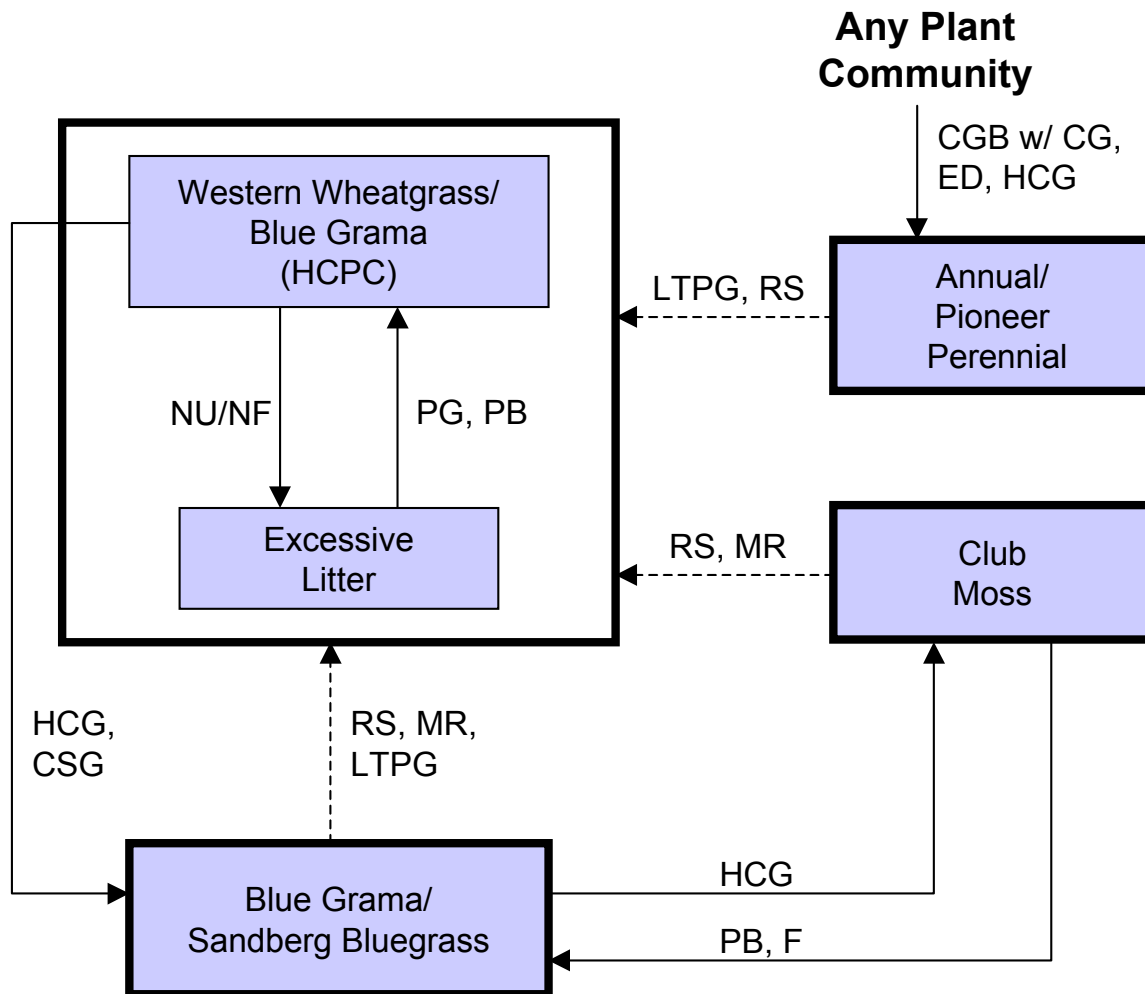 Any Plant
Community
CGB w/ CG,
ED, HCG
Western Wheatgrass/
Blue Grama
(HCPC)
Annual/
Pioneer
Perennial
LTPG, RS
NU/NF
PG, PB
Excessive
Litter
RS, MR
Club
Moss
HCG,
CSG
RS, MR,
LTPG
Blue Grama/
Sandberg Bluegrass
HCG
PB, F